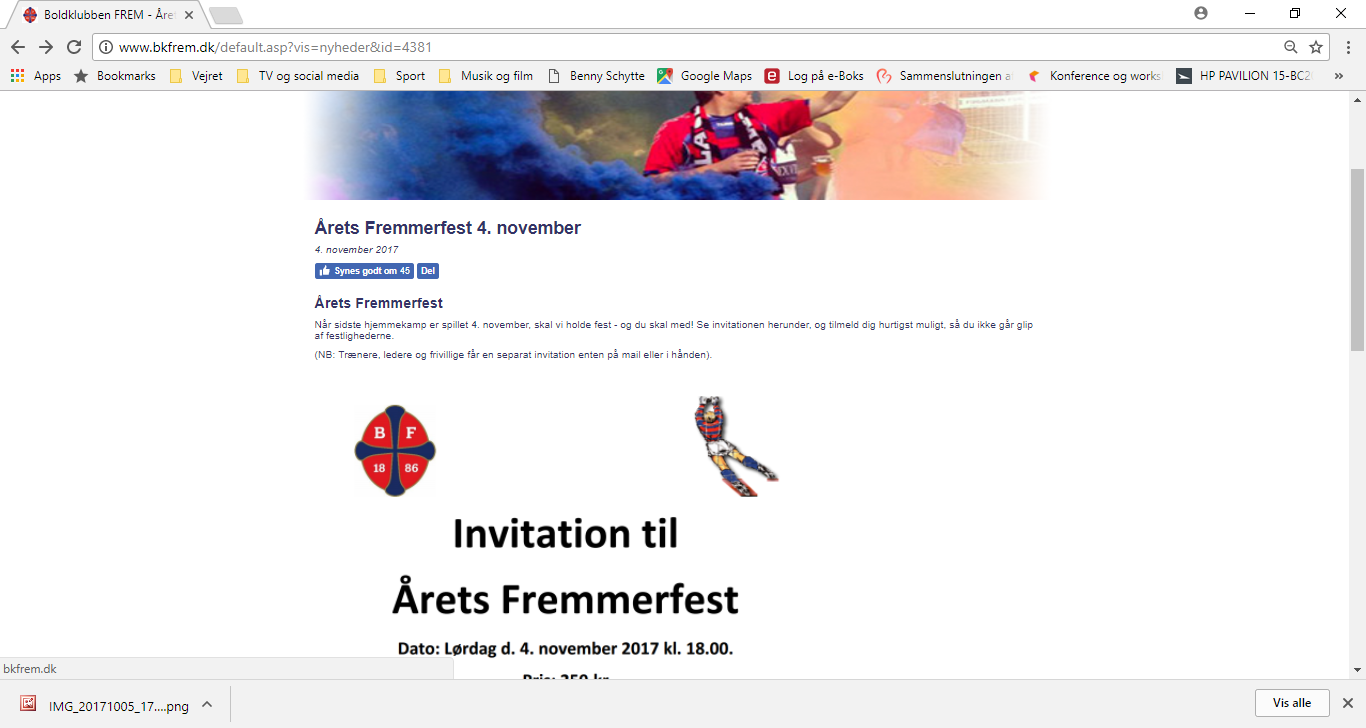 Boldklubben FREM - Åre
www.bkfrem.dk/default.asp?vis=nyheder&id=4381
Apps Bookmarks Vejret TV og social media Sport Musik og film Benny Schytte Google Maps Log på e-Boks Sammenslutningen a Konference og works HP PAVILION 15-BC2 »
Årets Fremmerfest 4. november
4. november 2017
Synes godt om 45 Del
Årets Fremmerfest
Når sidste hjemmekamp er spillet 4. november, skal vi holde fest - og du skal med! Se invitationen herunder, og tilmeld dig hurtigst muligt, så du ikke går glip
af festlighederne.
(NB: Trænere, ledere og frivillige får en separat invitation enten på mail eller i hånden).
B F
18 86
Invitation til
Årets Fremmerfest
Dato: Lørdag d. 4. november 2017 kl. 18.00.
Pris: 250 kr
bkfrem.dk
IMG_20171005_17....png
Vis alle